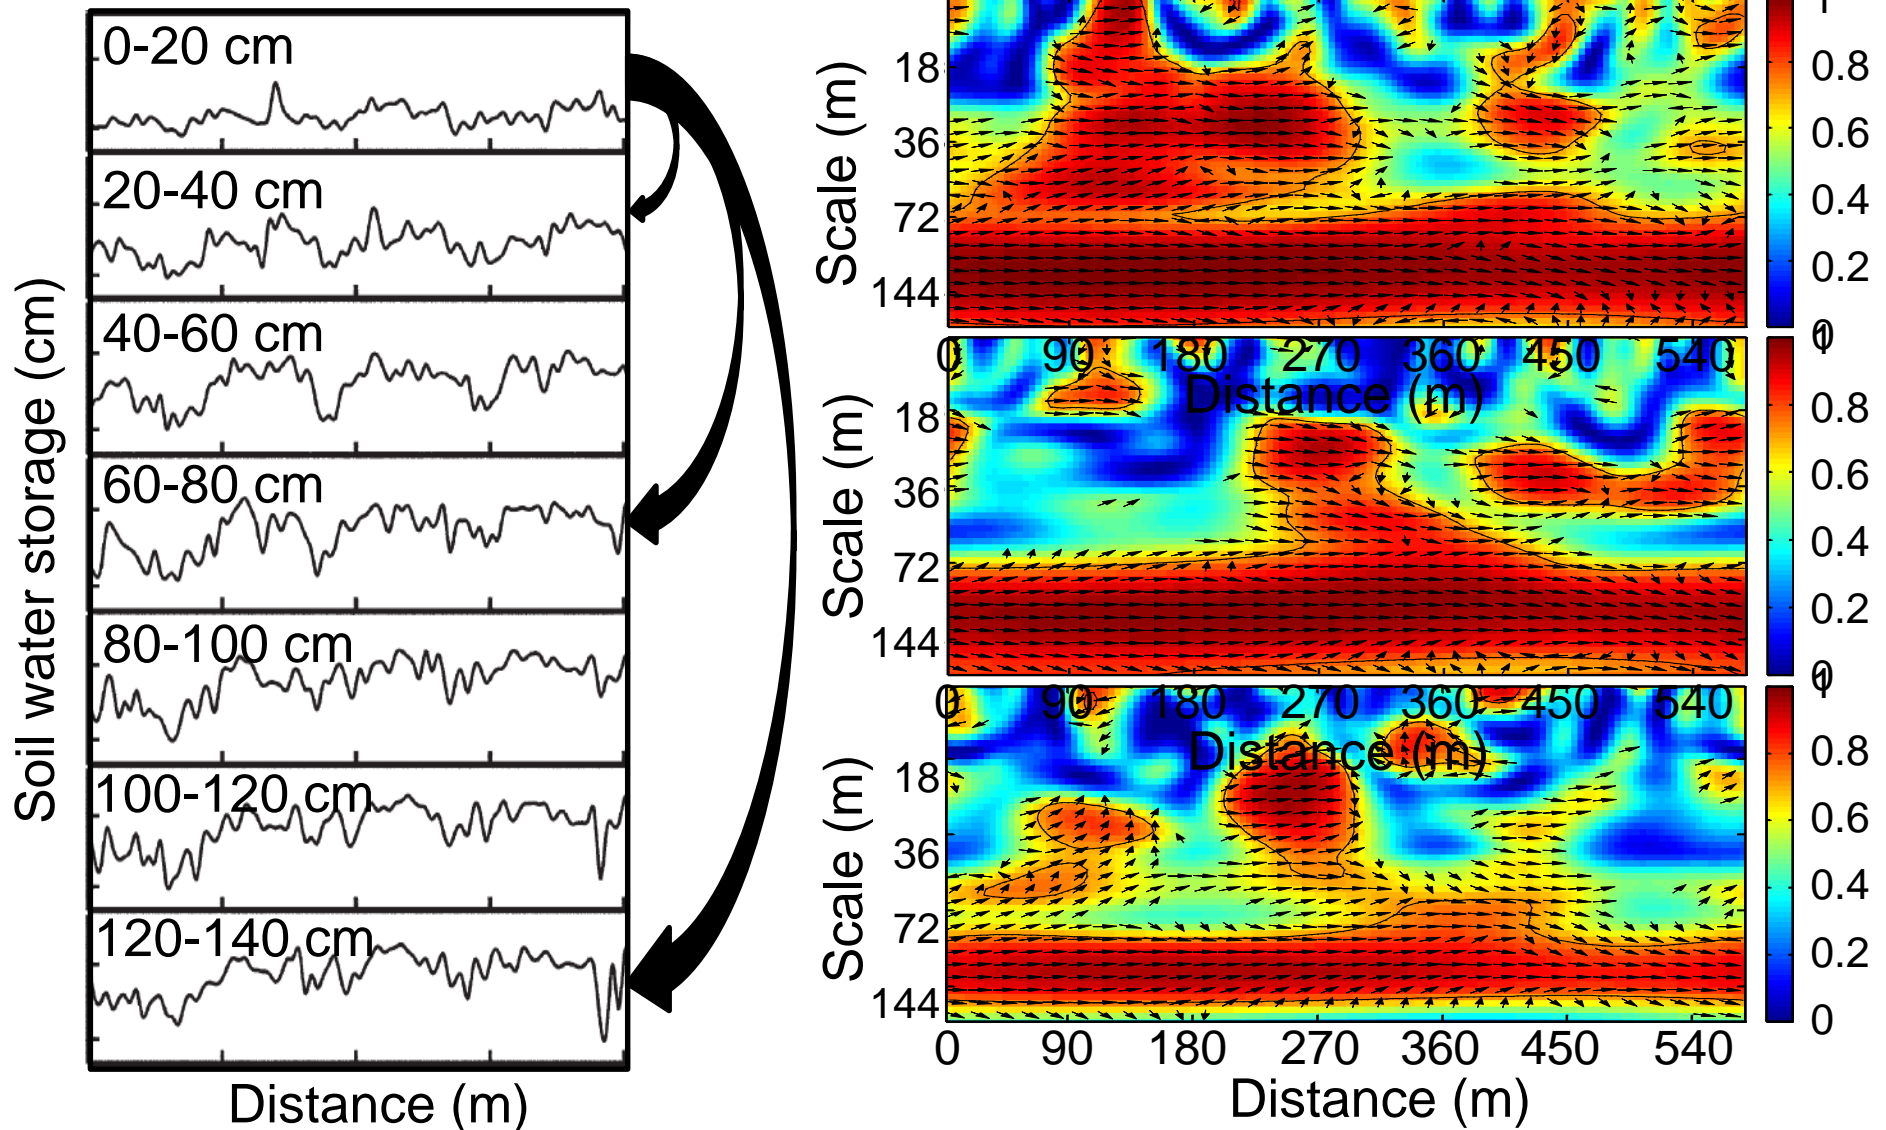 Soil water storage (cm)
0-20 cm
20-40 cm
40-60 cm
60-80 cm
80-100 cm
100-120 cm
120-140 cm
Distance (m)
Scale (m)
18
36
72
144
1
0.8
0.6
0.4
0.2
0
0 90 180 270 360 450 540
Distance (m)
Scale (m)
18
36
72
144
1
0.8
0.6
0.4
0.2
0
0 90 180 270 360 450 540
Distance (m)
Scale (m)
18
36
72
144
1
0.8
0.6
0.4
0.2
0
0 90 180 270 360 450 540
Distance (m)